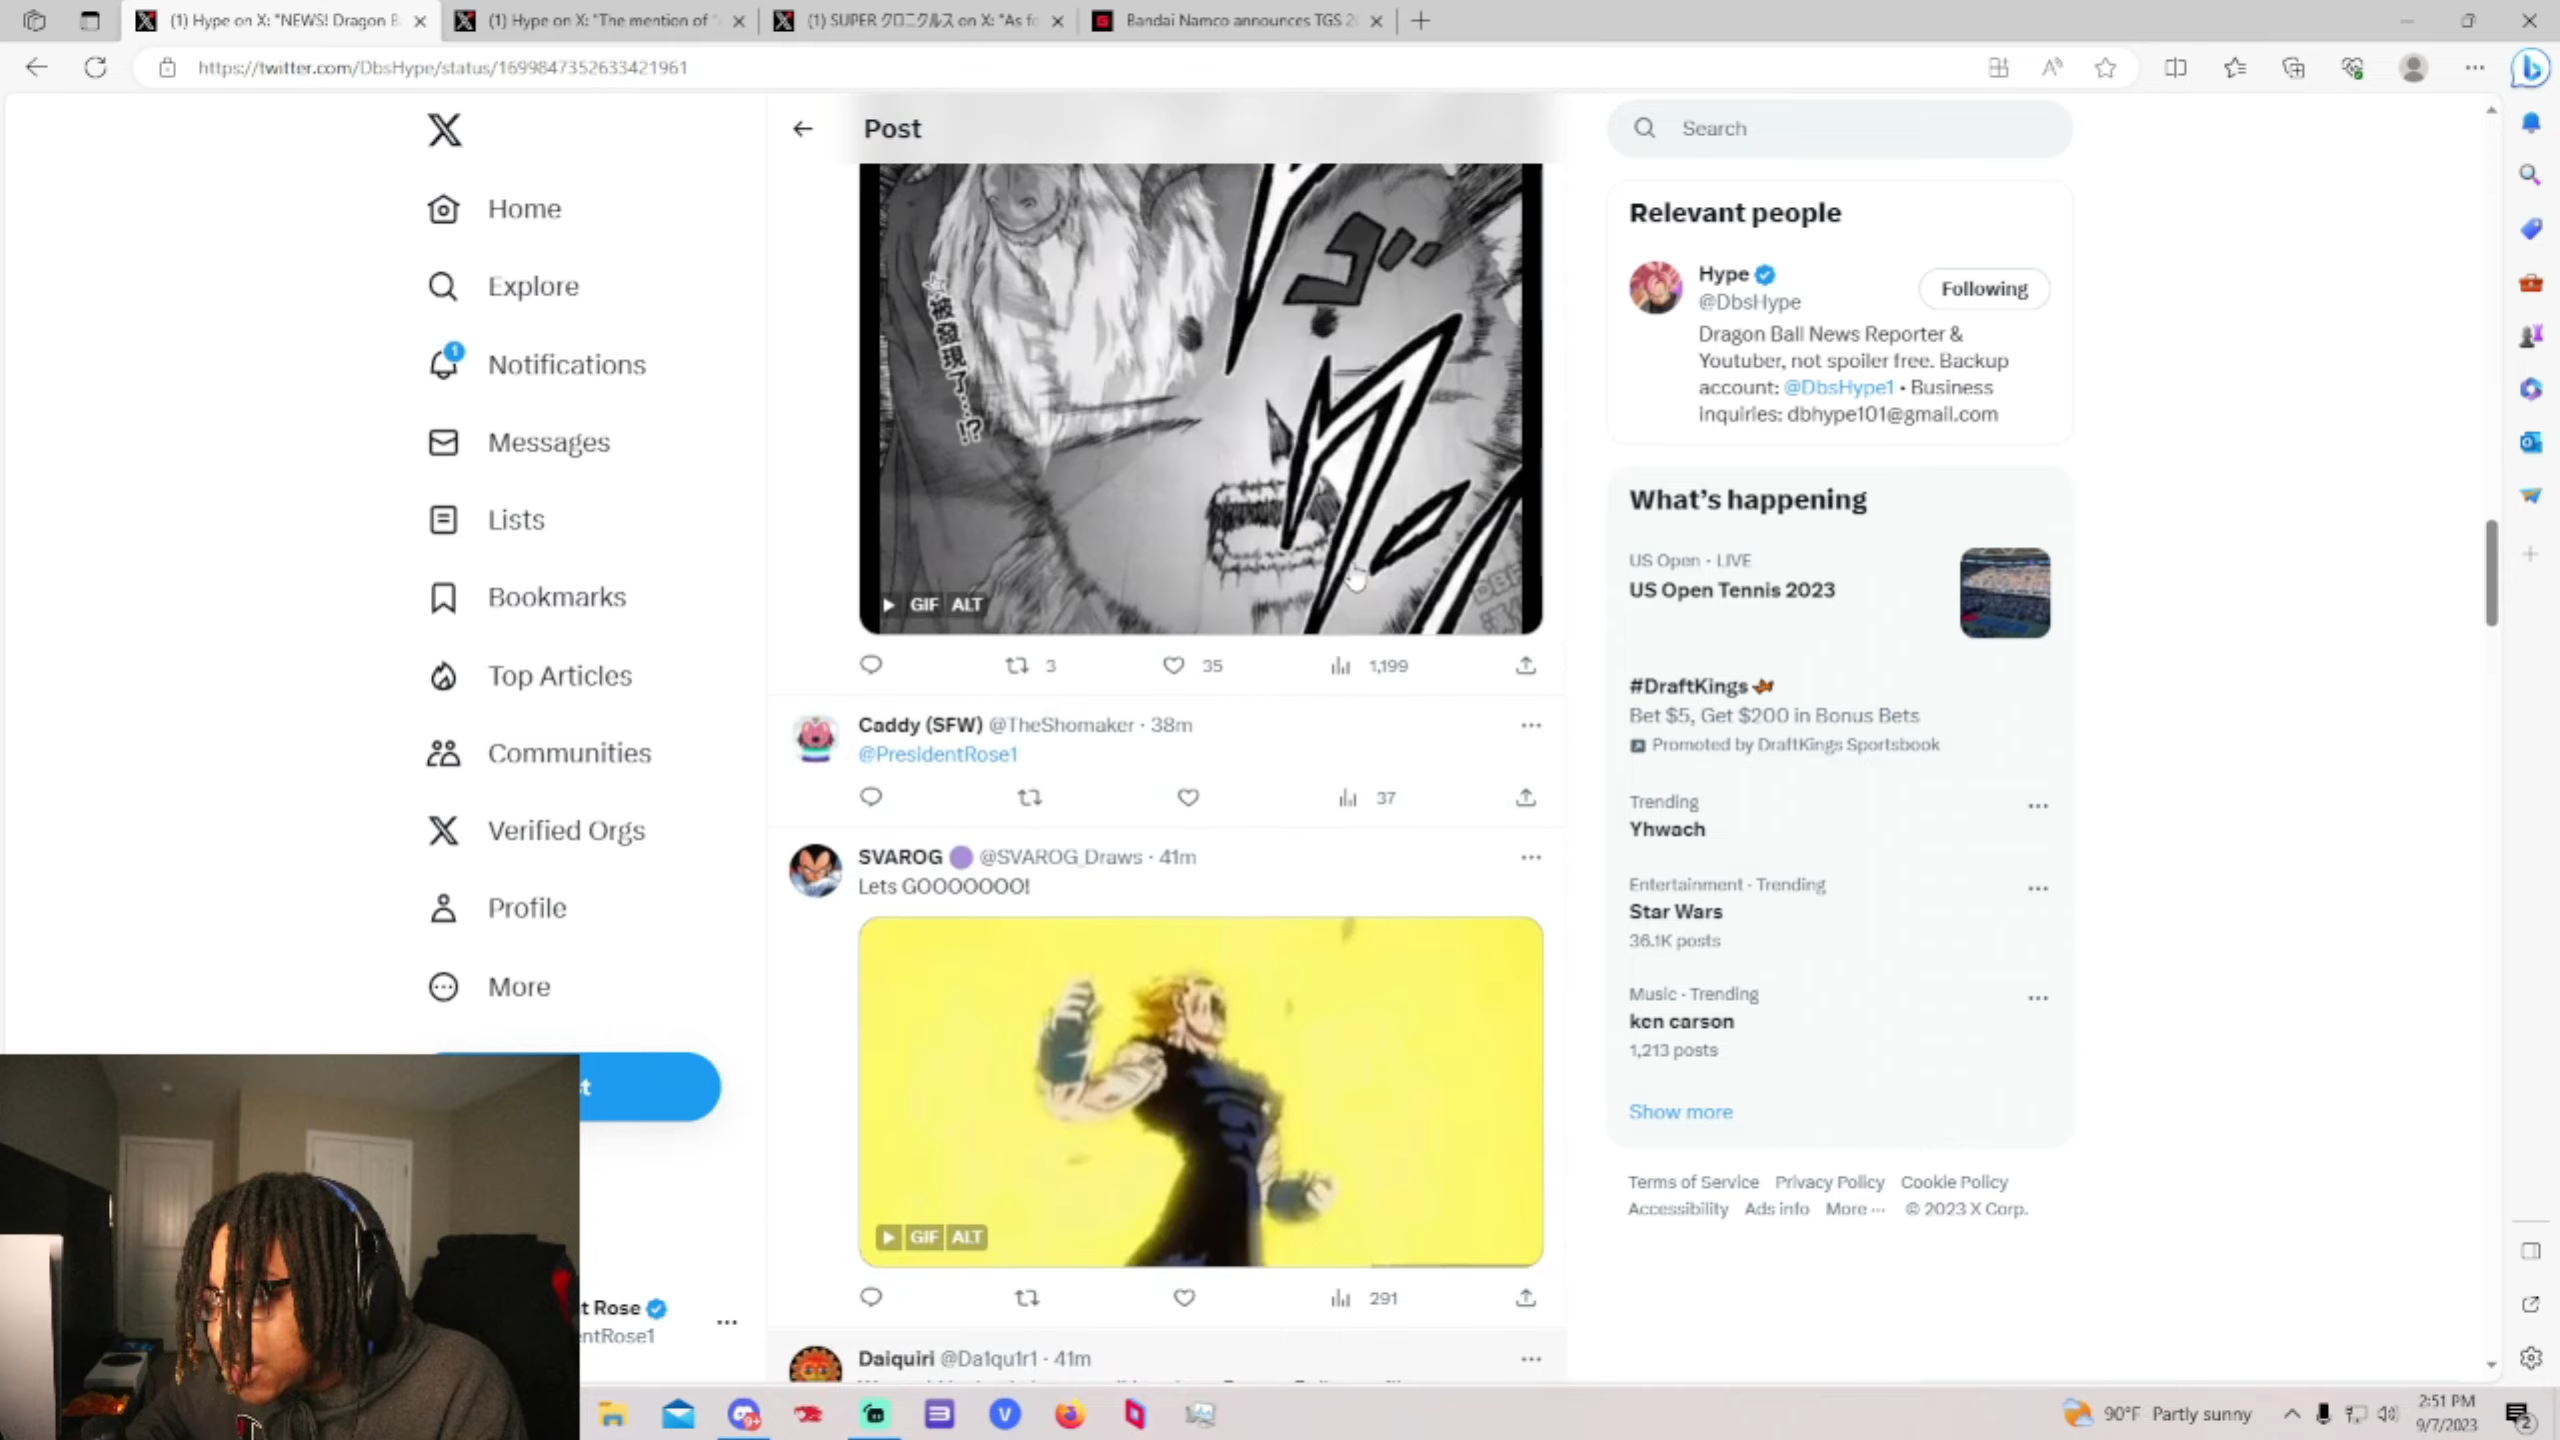 (1) Hype on X: "NEWS! Dragon B
(1) Hype on X: "The mention of "
(1) SUPER クロニクルス on X: "As fo
Bandai Namco announces TGS 2
https://twitter.com/DbsHype/status/1699847352633421961
Home
Explore
1
Notifications
Messages
Lists
Bookmarks
Top Articles
Communities
Verified Orgs
Profile
More
t
t Rose
entRose1
Post
被發現了…!?
GIF ALT
3
35
1,199
Caddy (SFW) @TheShomaker · 38m
@PresidentRose1
37
SVAROG @SVAROG_Draws · 41m
Lets GOOOOOOO!
GIF ALT
291
Daiquiri @Da1qu1r1 · 41m
Search
Relevant people
Hype
@DbsHype
Following
Dragon Ball News Reporter &
Youtuber, not spoiler free. Backup
account: @DbsHype1 • Business
inquiries: dbhype101@gmail.com
What's happening
US Open · LIVE
US Open Tennis 2023
#DraftKings
Bet $5, Get $200 in Bonus Bets
Promoted by DraftKings Sportsbook
Trending
Yhwach
Entertainment · Trending
Star Wars
36.1K posts
Music · Trending
ken carson
1,213 posts
Show more
Terms of Service Privacy Policy Cookie Policy
Accessibility Ads info More ··· © 2023 X Corp.
9+
90°F Partly sunny
2:51 PM
9/7/2023
2